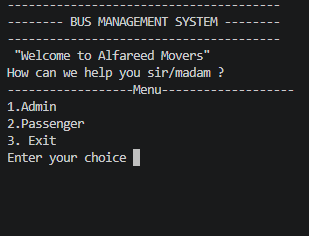 -----------------------------------
-------- BUS MANAGEMENT SYSTEM --------
-----------------------------------
"Welcome to Alfareed Movers"
How can we help you sir/madam ?
------------------Menu-------------------
1.Admin
2.Passenger
3. Exit
Enter your choice